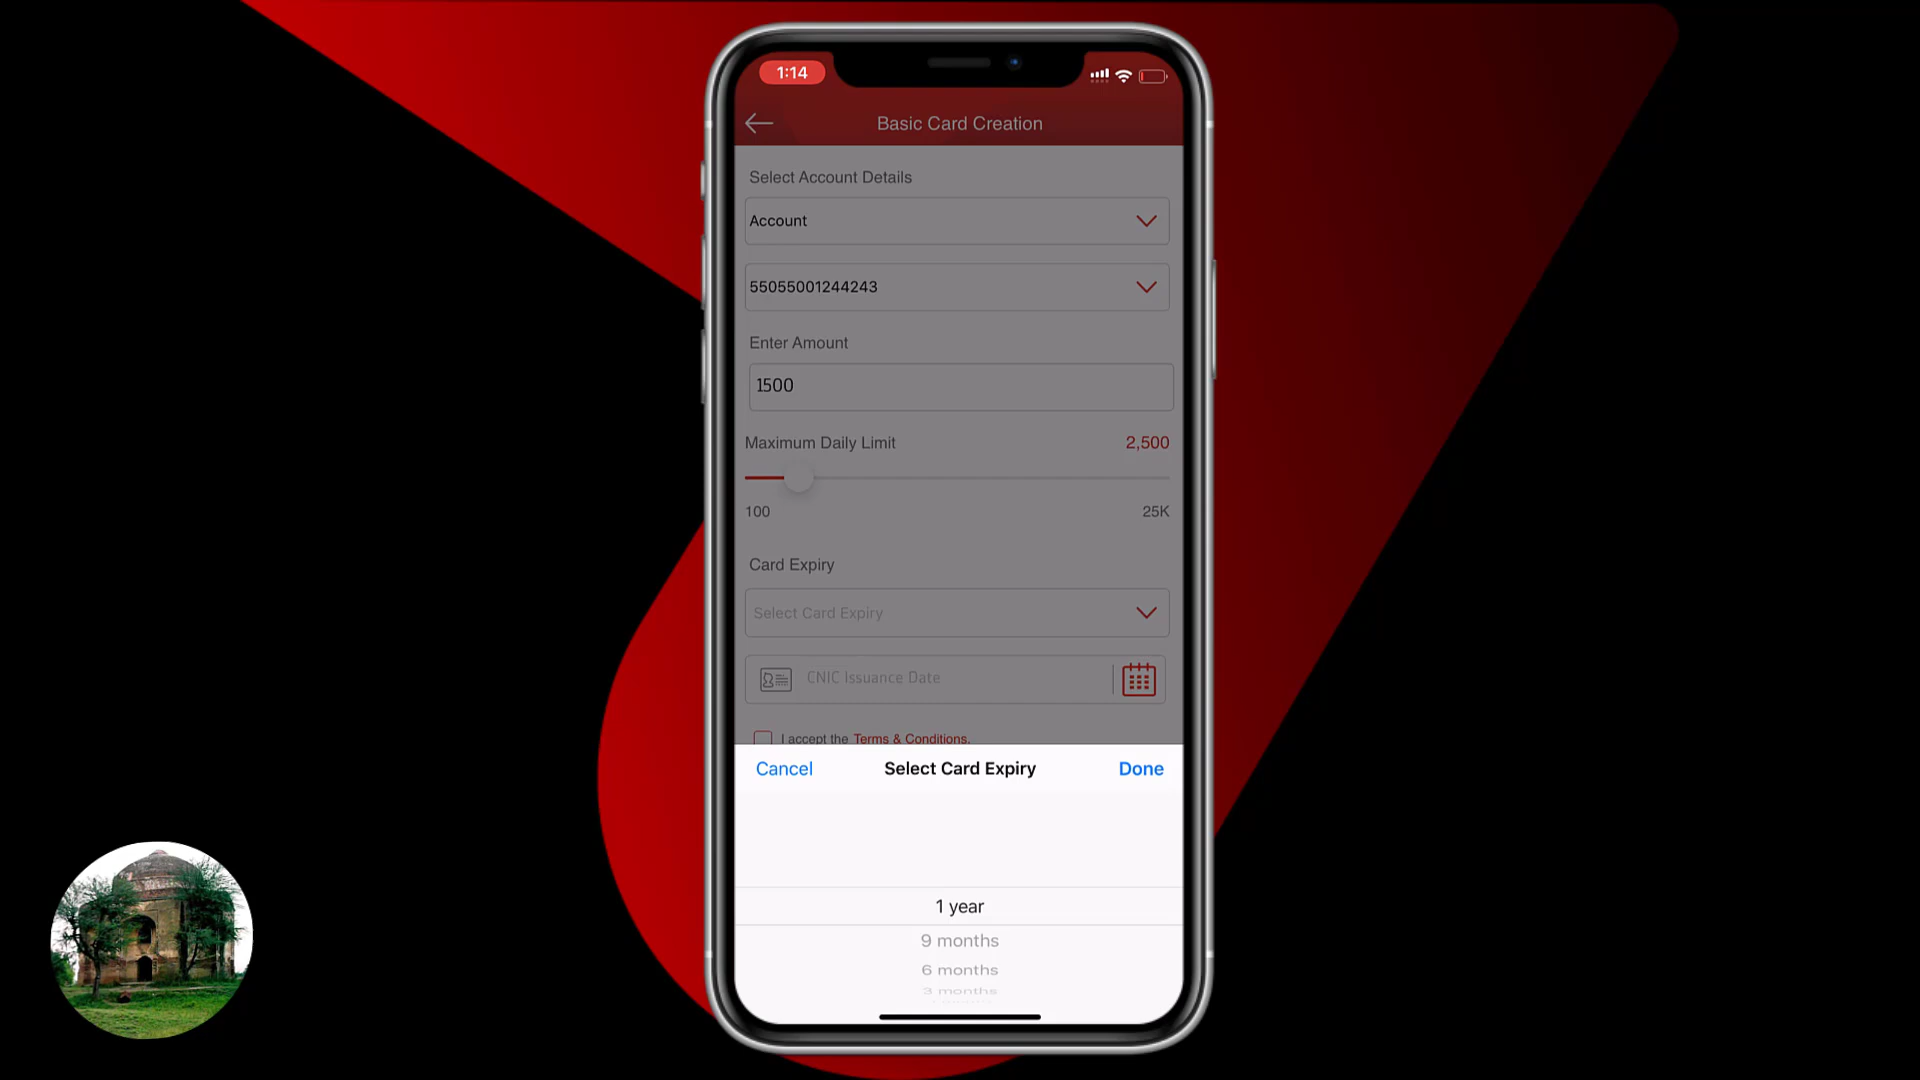 1:14
Basic Card Creation
Select Account Details
Account
55055001244243
Enter Amount
1500
Maximum Daily Limit 2,500
100 25K
Card Expiry
Select Card Expiry
CNIC Issuance Date
I accept the Terms & Conditions.
Cancel Select Card Expiry Done
1 year
9 months
6 months
3 months